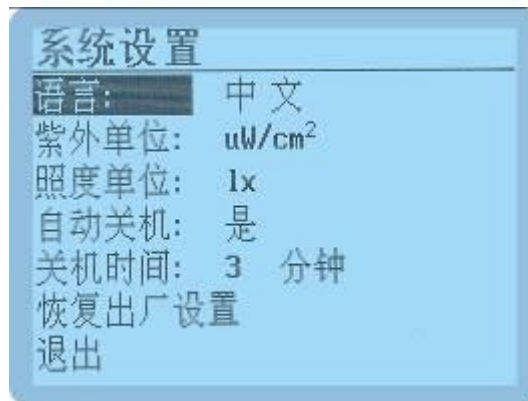 系统设置
语言: 中文
紫外单位: uW/cm²
照度单位: lx
自动关机: 是
关机时间: 3 分钟
恢复出厂设置
退出